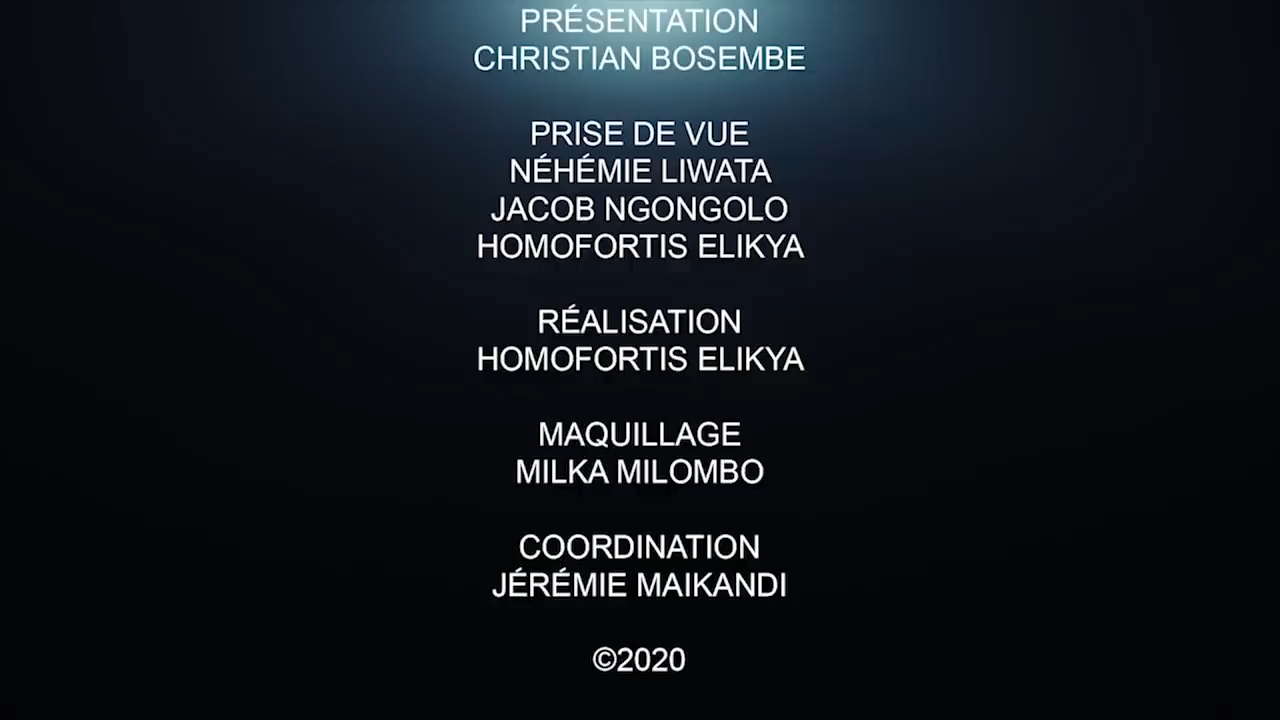 PRÉSENTATION
CHRISTIAN BOSEMBE
PRISE DE VUE
NÉHÉMIE LIWATA
JACOB NGONGOLO
HOMOFORTIS ELIKYA
RÉALISATION
HOMOFORTIS ELIKYA
MAQUILLAGE
MILKA MILOMBO
COORDINATION
JÉRÉMIE MAIKANDI
©2020